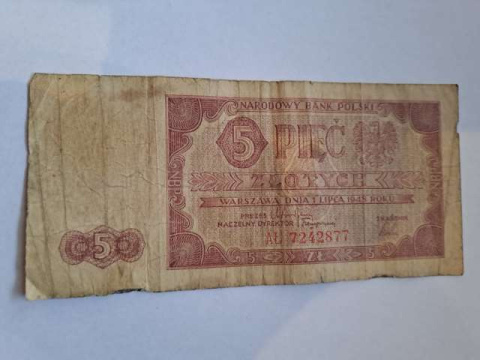 NARODOWY BANK POLSKI
5 PIĘĆ
ZŁOTYCH
WARSZAWA DNIA 1 LIPCA 1948 ROKU
PREZES
NACZELNY DYREKTOR
SKARBNIK
AL 7242877
5
5 ZŁ 5